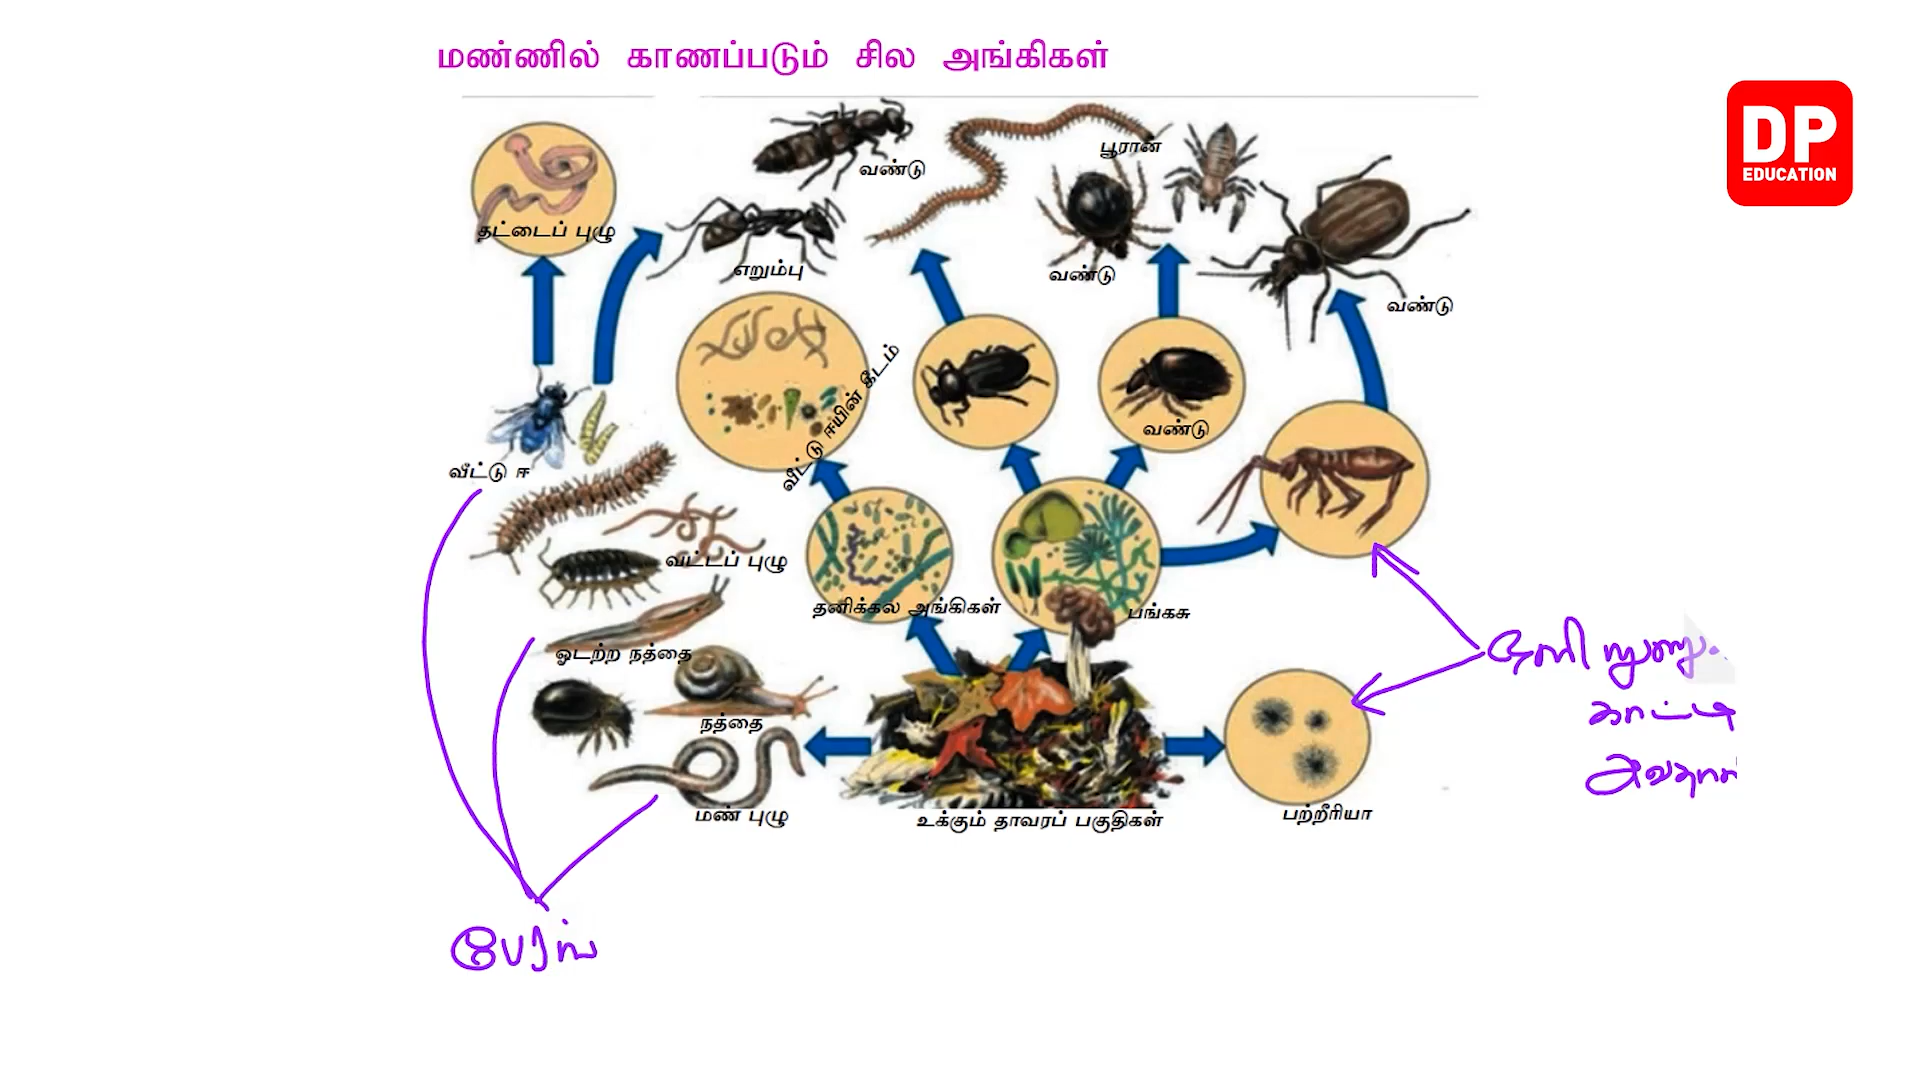 மண்ணில் காணப்படும் சில அங்கிகள்
DP
EDUCATION
வண்டு
பூரான்
தட்டைப் புழு
எறும்பு
வண்டு
வண்டு
வீட்டு ஈயின் கீடம்
வண்டு
வீட்டு ஈ
வட்டப் புழு
தனிக்கல அங்கிகள்
பங்கசு
ஓடற்ற நத்தை
நத்தை
மண் புழு
உக்கும் தாவரப் பகுதிகள்
பற்றீரியா
காட்டி
பேரங்